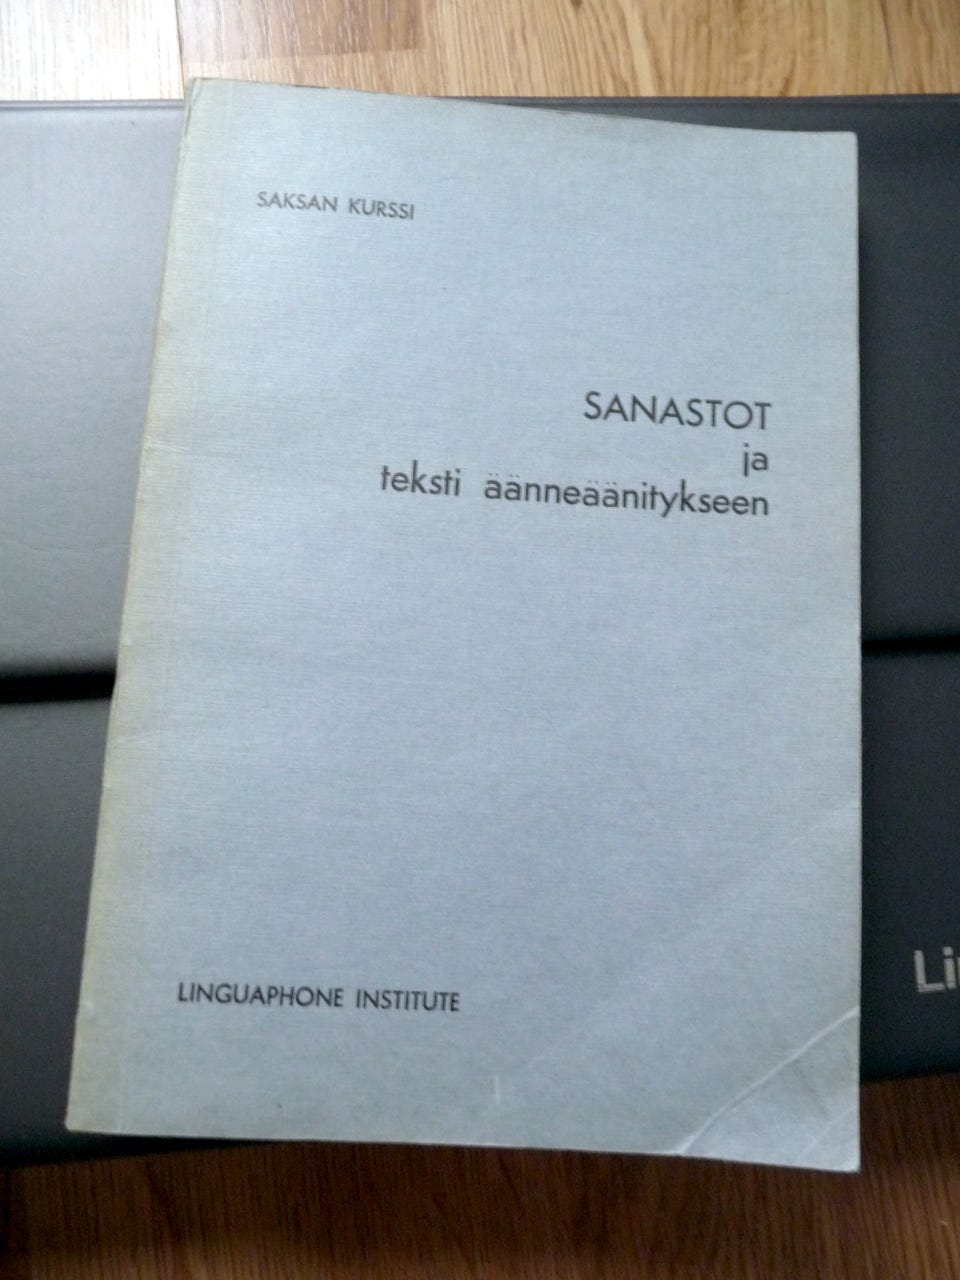 SAKSAN KURSSI
SANASTOT
ja
teksti äänneäänitykseen
LINGUAPHONE INSTITUTE